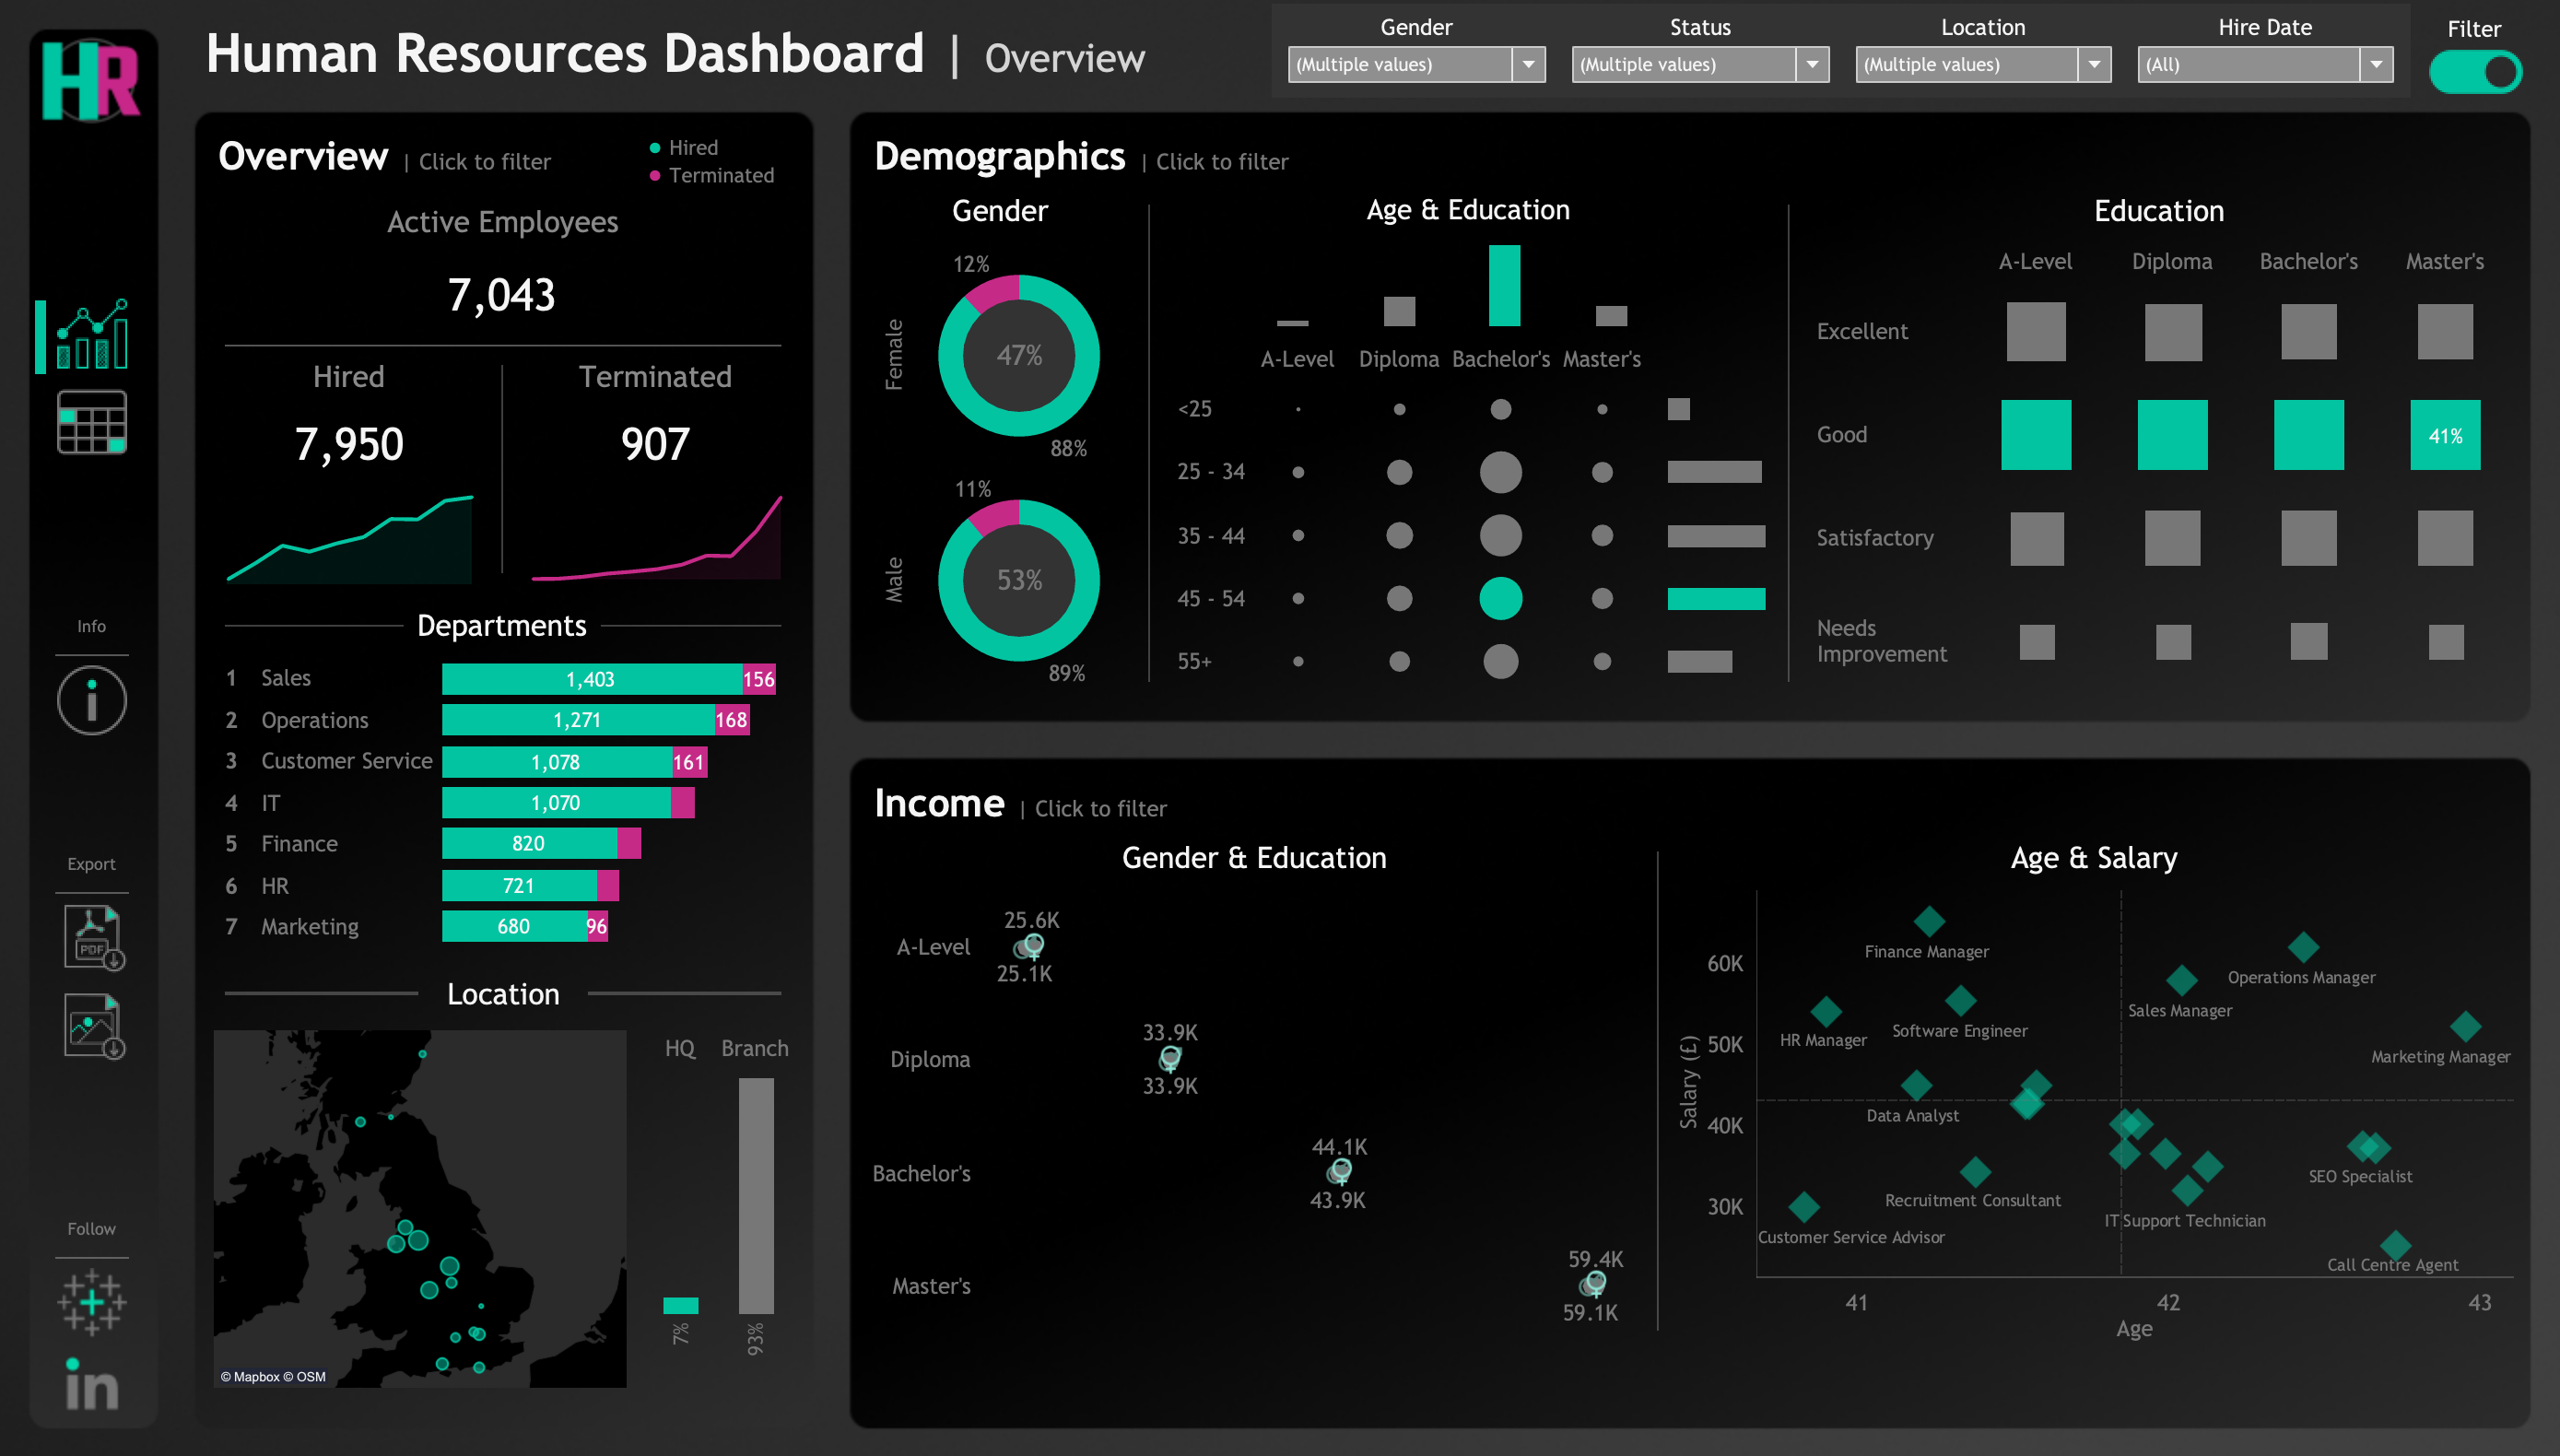 HR
Human Resources Dashboard | Overview
Gender
(Multiple values)
Status
(Multiple values)
Location
(Multiple values)
Hire Date
(All)
Filter
Info
Export
PDF
Follow
in
Overview | Click to filter
Hired
Terminated
Active Employees
7,043
Hired
7,950
Terminated
907
Departments
1 Sales 1,403 156
2 Operations 1,271 168
3 Customer Service 1,078 161
4 IT 1,070
5 Finance 820
6 HR 721
7 Marketing 680 96
Location
HQ Branch
7% 93%
© Mapbox © OSM
Demographics | Click to filter
Gender
Female
12%
47%
88%
Male
11%
53%
89%
Age & Education
A-Level Diploma Bachelor's Master's
<25
25 - 34
35 - 44
45 - 54
55+
Education
A-Level Diploma Bachelor's Master's
Excellent
Good 41%
Satisfactory
Needs
Improvement
Income | Click to filter
Gender & Education
25.6K
A-Level
25.1K
33.9K
Diploma
33.9K
44.1K
Bachelor's
43.9K
59.4K
Master's
59.1K
Age & Salary
Salary (£)
60K
50K
40K
30K
Finance Manager
Operations Manager
Sales Manager
Software Engineer
HR Manager
Marketing Manager
Data Analyst
SEO Specialist
Recruitment Consultant
IT Support Technician
Customer Service Advisor
Call Centre Agent
41 42 43
Age